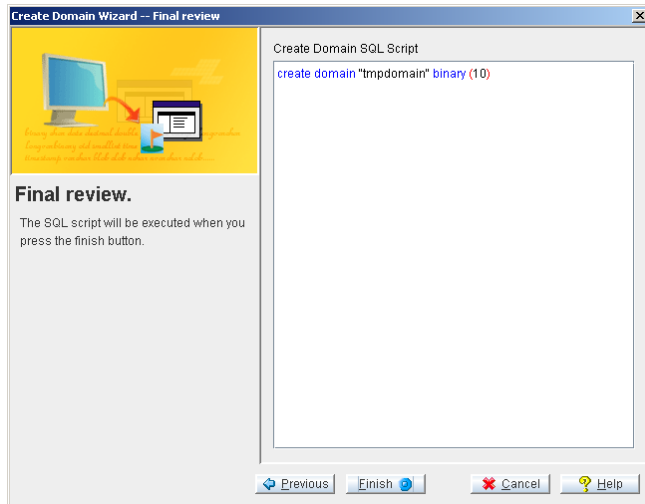 Create Domain Wizard -- Final review
Create Domain SQL Script
create domain "tmpdomain" binary (10)
Final review.
The SQL script will be executed when you
press the finish button.
Previous
Finish
Cancel
Help